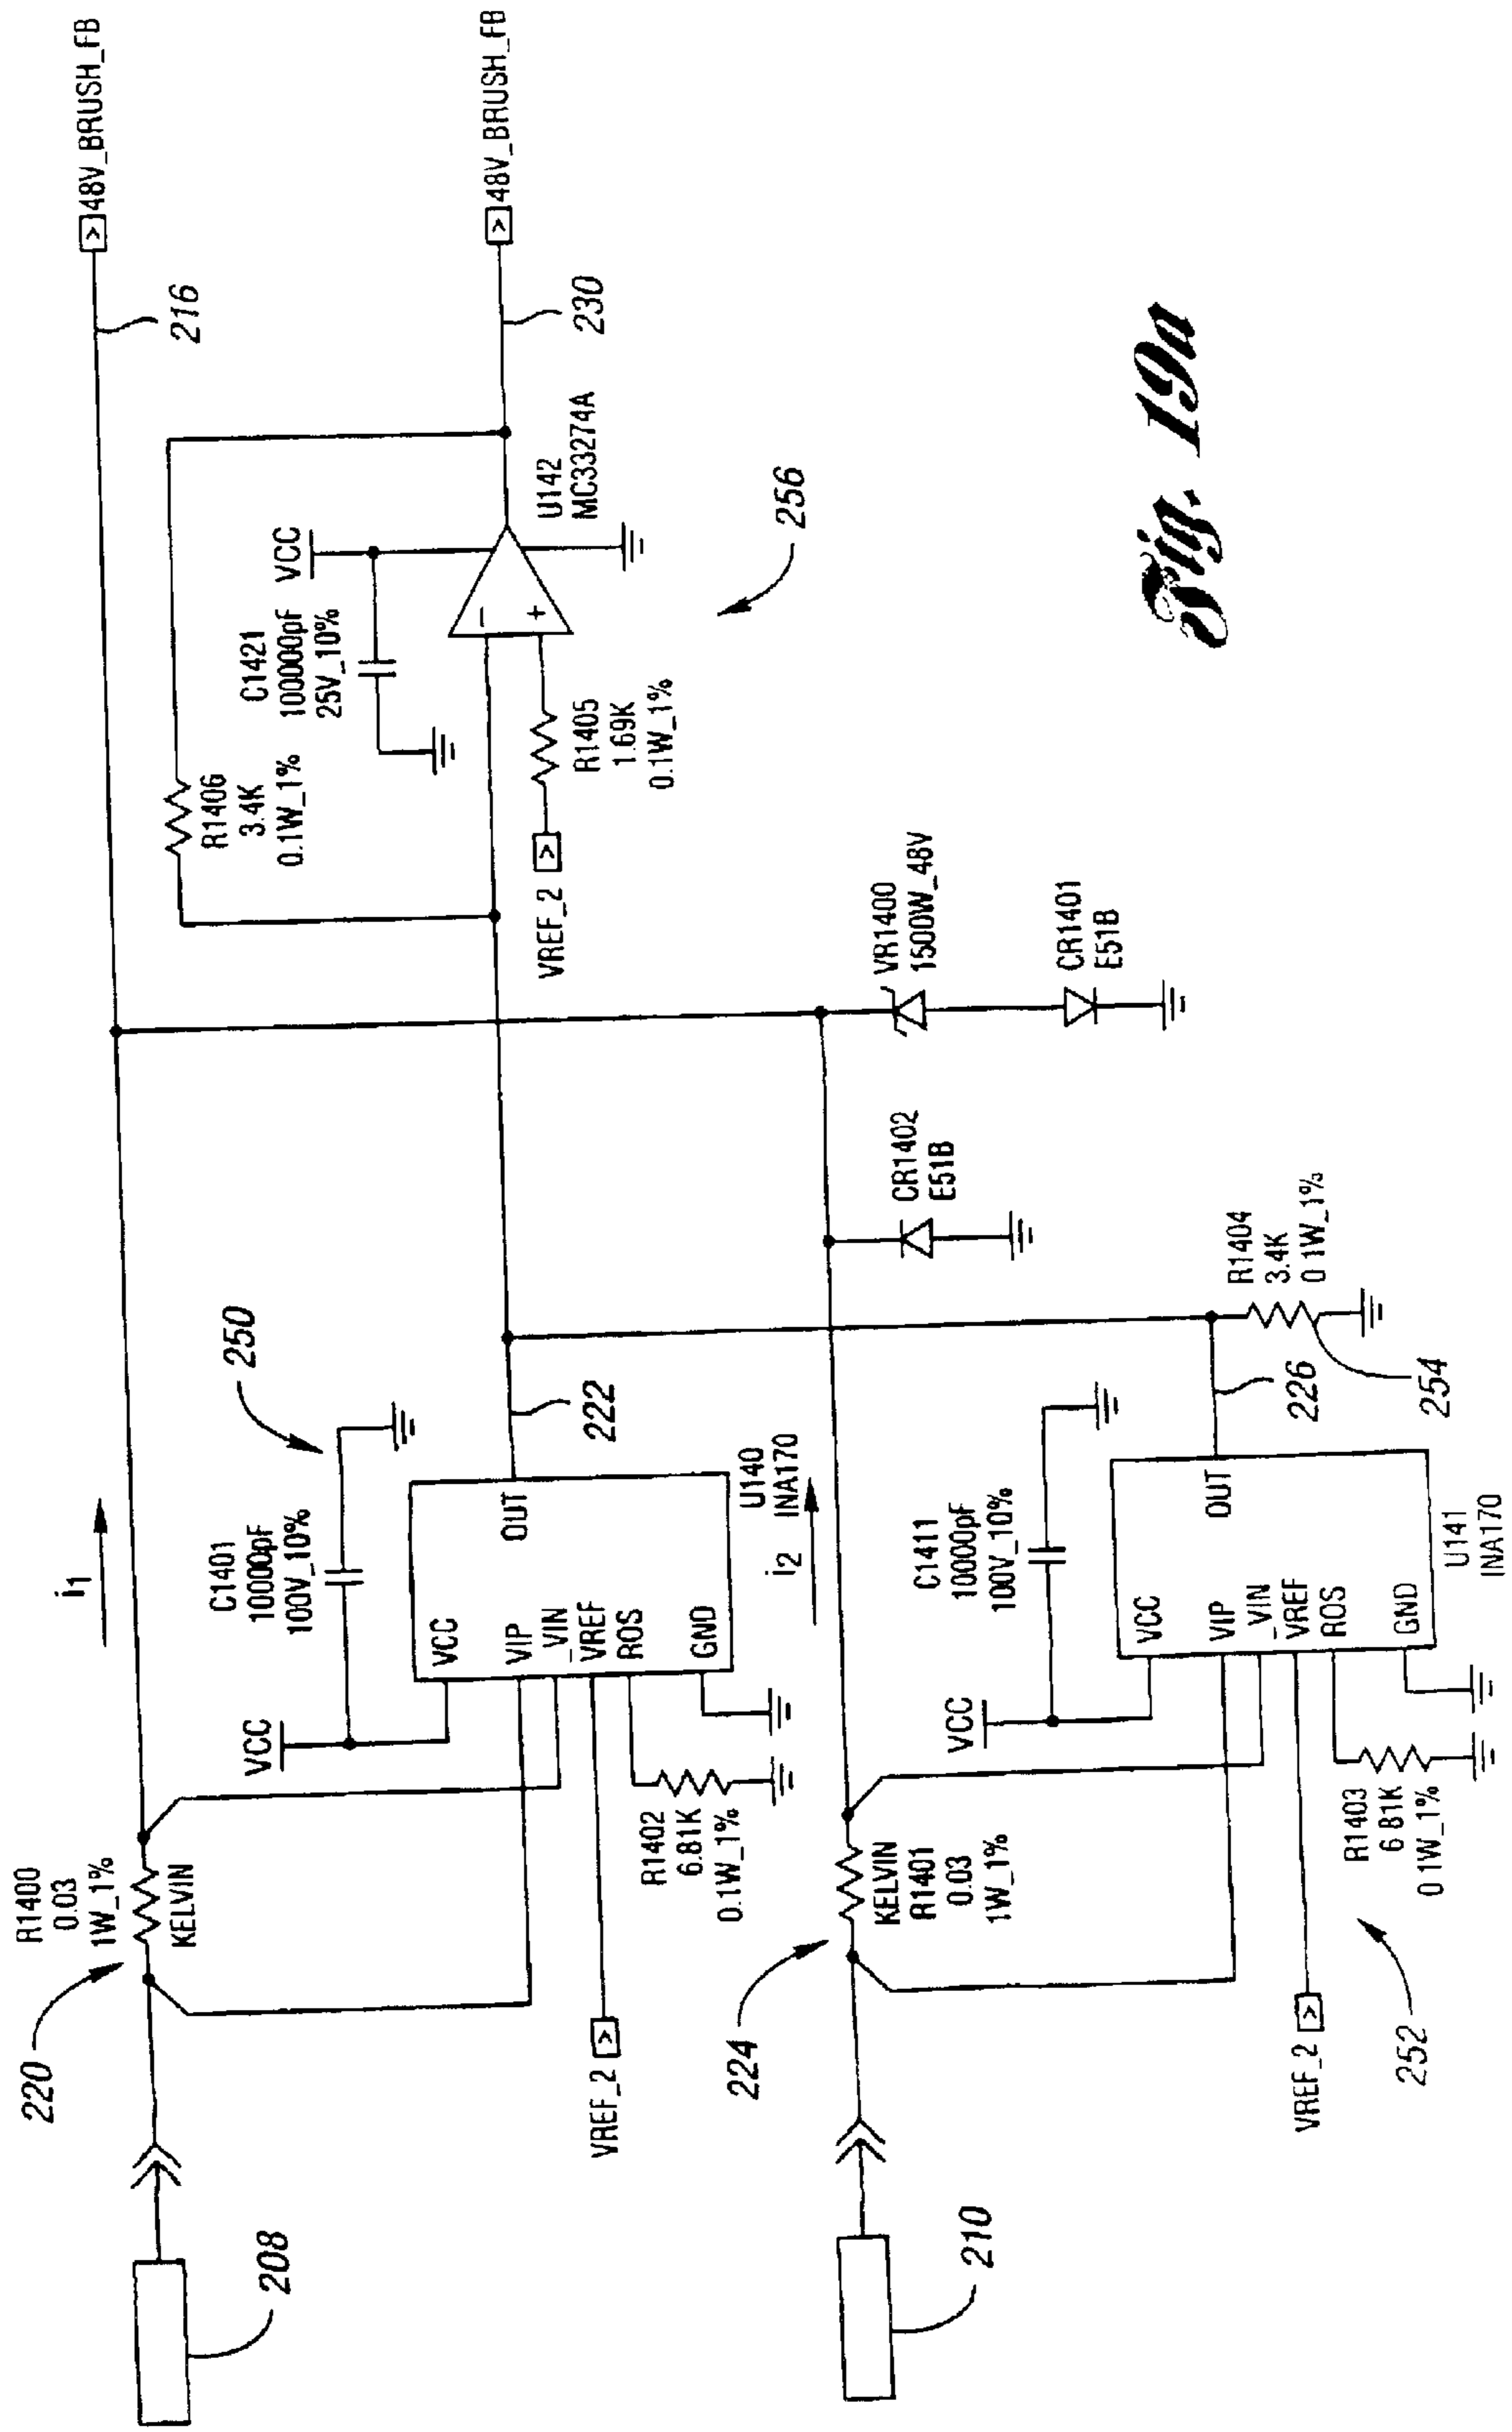 48V_BRUSH_FB
216
48V_BRUSH_FB
230
R1406
3.4K
0.1W_1%
C1421
100000pF
25V_10%
VCC
-
+
U142
MC33274A
256
VREF_2
R1405
1.69K
0.1W_1%
i1
220
R1400
0.03
1W_1%
KELVIN
208
C1401
10000pF
100V_10%
250
VCC
VCC
VIP
_VIN
VREF
ROS
GND
OUT
U140
INA170
222
VREF_2
R1402
6.81K
0.1W_1%
i2
224
KELVIN
R1401
0.03
1W_1%
210
C1411
10000pF
100V_10%
VCC
VCC
VIP
_VIN
VREF
ROS
GND
OUT
U141
INA170
226
VREF_2
R1403
6 81K
0 1W_1%
252
R1404
3.4K
0 1W_1%
254
CR1402
E51B
VR1400
1500W_48V
CR1401
E51B
Fig. 19a